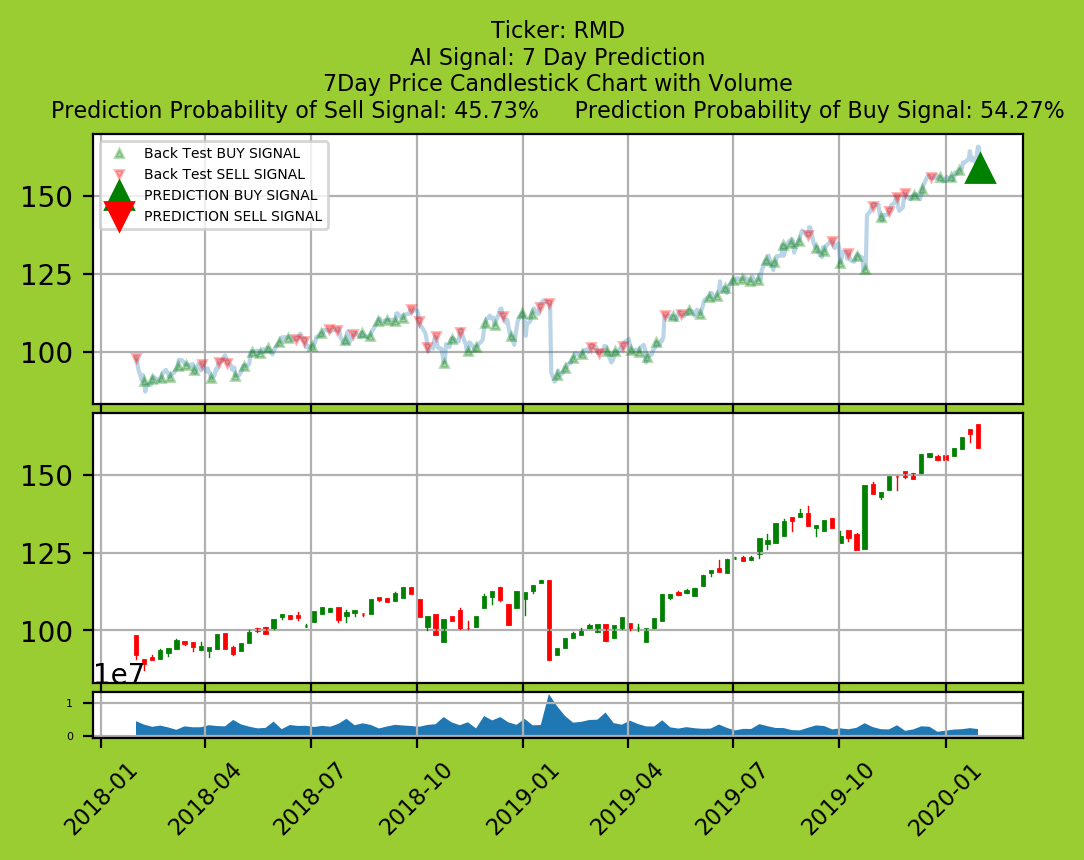 Ticker: RMD
AI Signal: 7 Day Prediction
7Day Price Candlestick Chart with Volume
Prediction Probability of Sell Signal: 45.73%     Prediction Probability of Buy Signal: 54.27%
Back Test BUY SIGNAL
Back Test SELL SIGNAL
PREDICTION BUY SIGNAL
PREDICTION SELL SIGNAL
150
125
100
150
125
100
1e7
1
0
2018-01
2018-04
2018-07
2018-10
2019-01
2019-04
2019-07
2019-10
2020-01